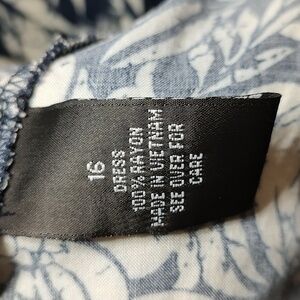 16
DRESS
100% RAYON
MADE IN VIETNAM
SEE OVER FOR
CARE